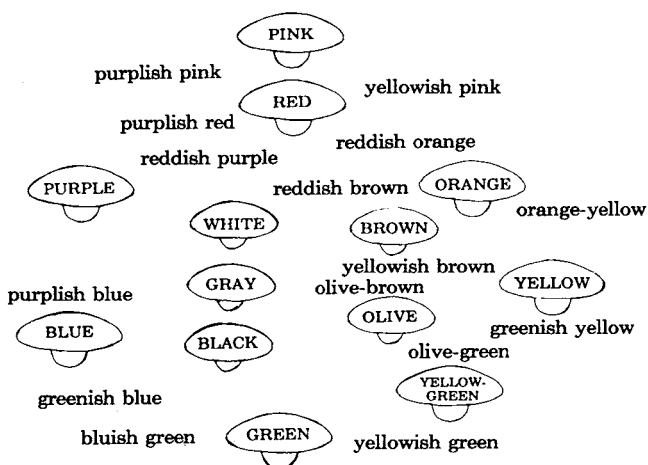 PINK
purplish pink
yellowish pink
RED
purplish red
reddish orange
reddish purple
PURPLE
reddish brown
ORANGE
orange-yellow
WHITE
BROWN
yellowish brown
GRAY
olive-brown
YELLOW
purplish blue
OLIVE
greenish yellow
BLUE
BLACK
olive-green
YELLOW-
GREEN
greenish blue
bluish green
GREEN
yellowish green